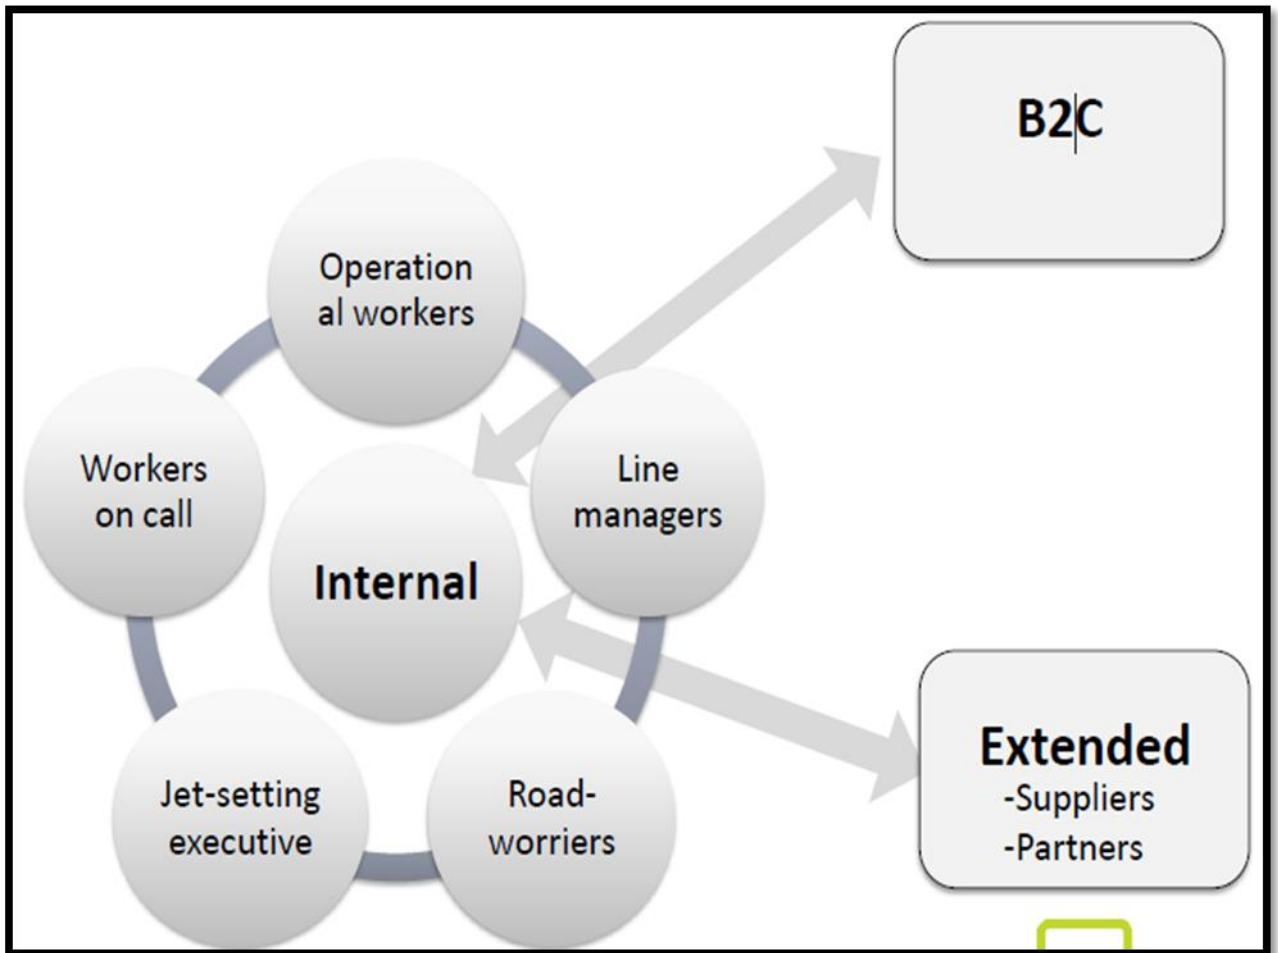 B2C
Operation
al workers
Workers
on call
Line
managers
Internal
Jet-setting
executive
Road-
worriers
Extended
-Suppliers
-Partners